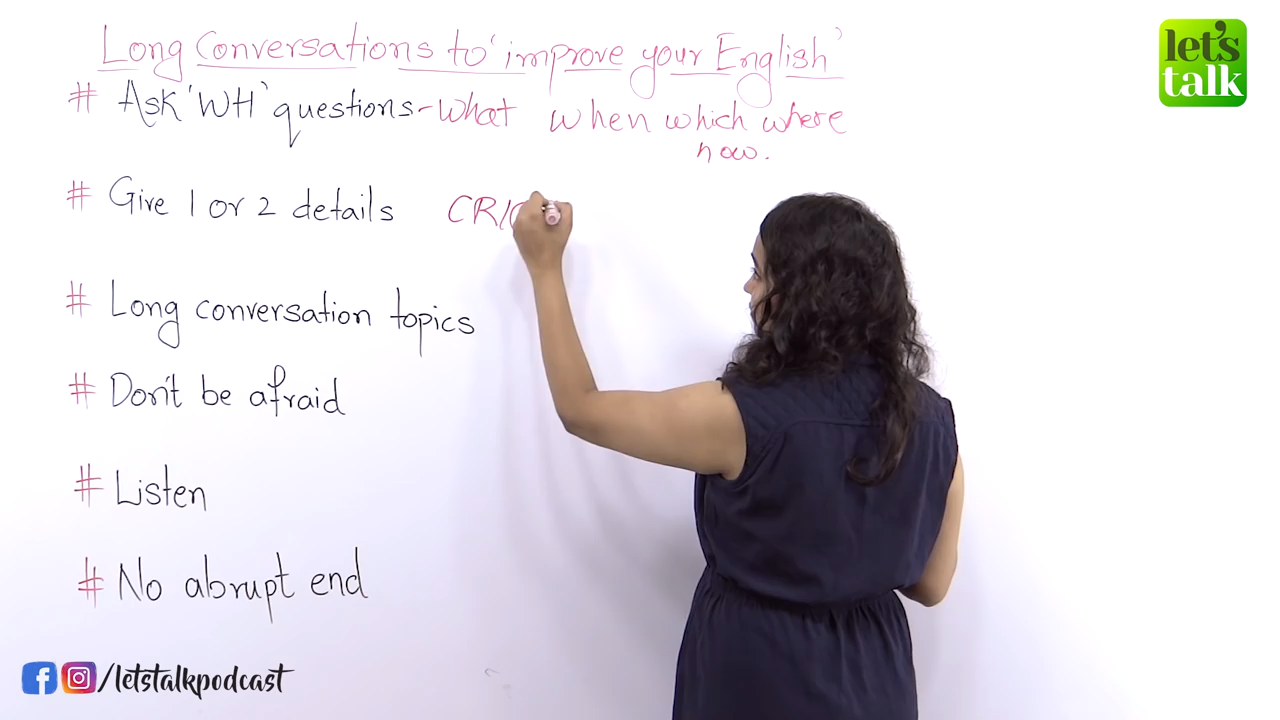 Long Conversations to 'improve your English'
# Ask 'WH' questions - what when which where
how.
# Give 1 or 2 details CR/
# Long conversation topics
# Don't be afraid
# Listen
# No abrupt end
let's
talk
/letstalkpodcast